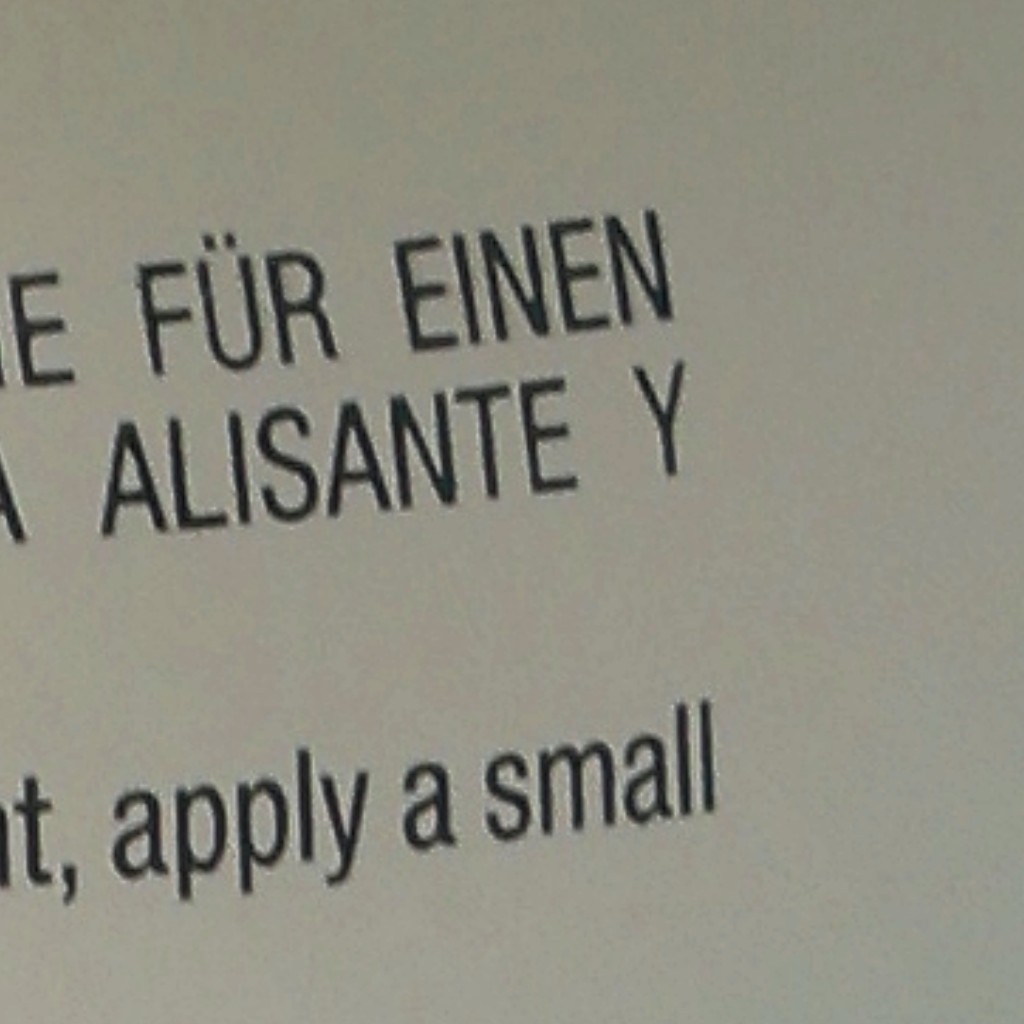 FÜR EINEN
ALISANTE Y
apply a small